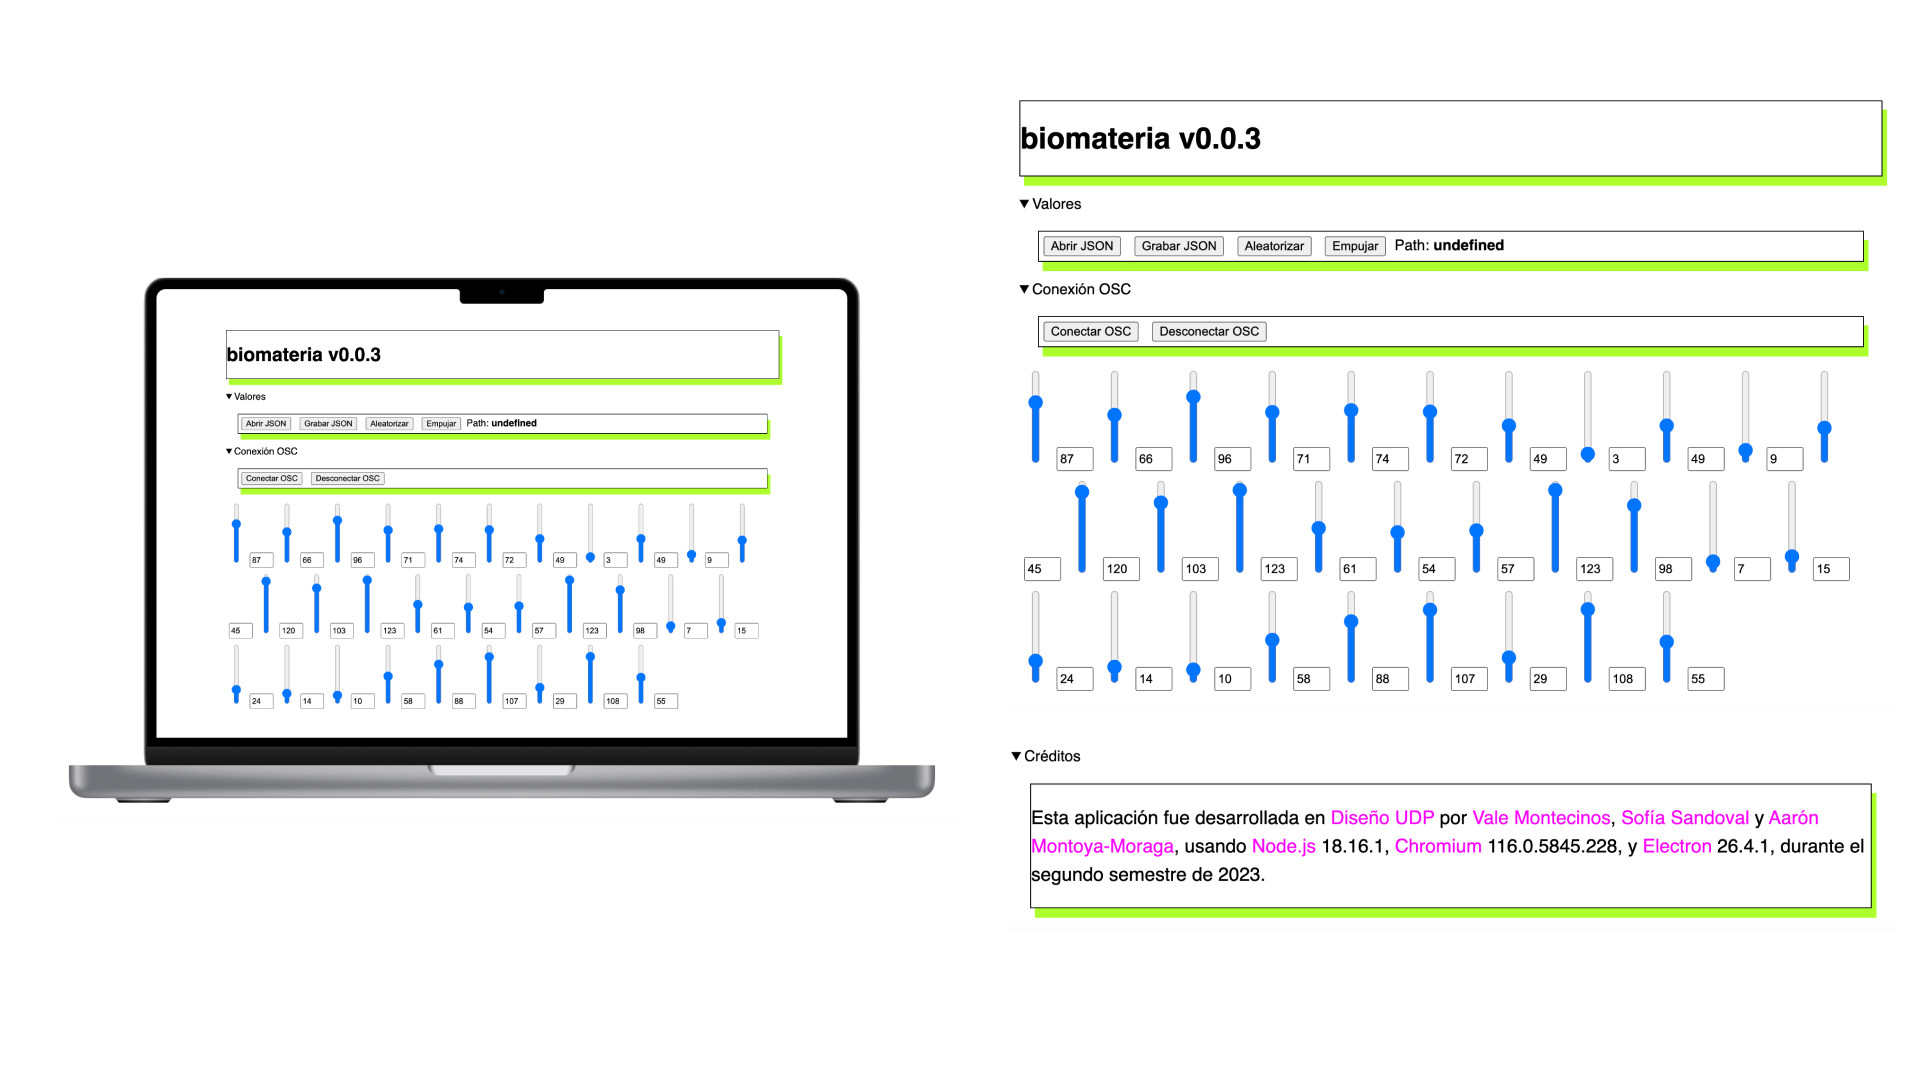 biomateria v0.0.3
Valores
Abrir JSON Grabar JSON Aleatorizar Empujar Path: undefined
Conexión OSC
Conectar OSC Desconectar OSC
87 66 96 71 74 72 49 3 49 9
45 120 103 123 61 54 57 123 98 7 15
24 14 10 58 88 107 29 108 55
biomateria v0.0.3
Valores
Abrir JSON Grabar JSON Aleatorizar Empujar Path: undefined
Conexión OSC
Conectar OSC Desconectar OSC
87 66 96 71 74 72 49 3 49 9
45 120 103 123 61 54 57 123 98 7 15
24 14 10 58 88 107 29 108 55
Créditos
Esta aplicación fue desarrollada en Diseño UDP por Vale Montecinos, Sofía Sandoval y Aarón
Montoya-Moraga, usando Node.js 18.16.1, Chromium 116.0.5845.228, y Electron 26.4.1, durante el
segundo semestre de 2023.